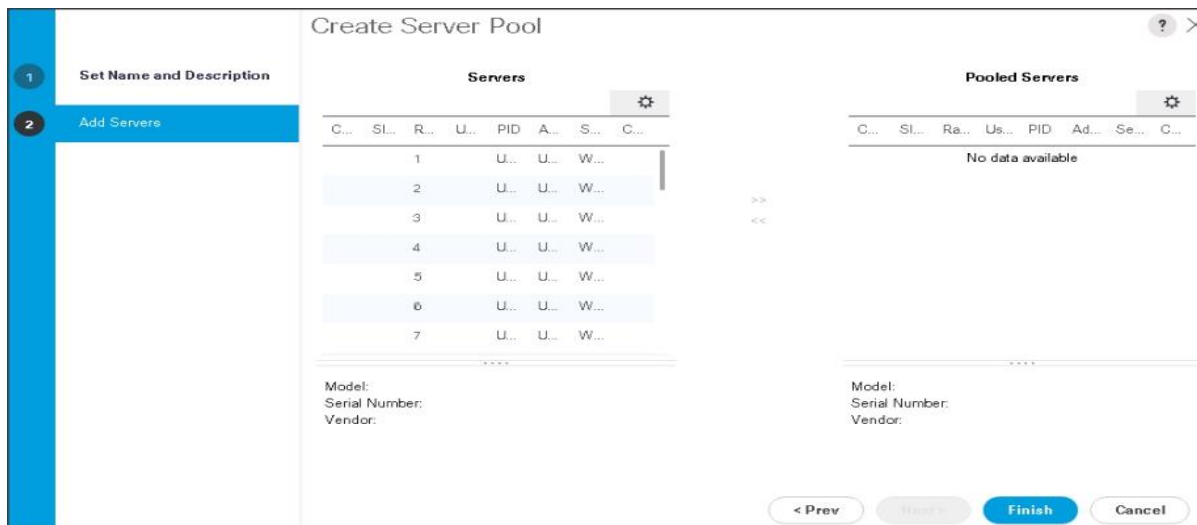 Create Server Pool
?
1 Set Name and Description
2 Add Servers
Servers
C... Sl... R... U... PID A... S... C...
1 U... U... W...
2 U... U... W...
3 U... U... W...
4 U... U... W...
5 U... U... W...
6 U... U... W...
7 U... U... W...
Model:
Serial Number:
Vendor:
>>
<<
Pooled Servers
C... Sl... Ra... Us... PID Ad... Se... C...
No data available
Model:
Serial Number:
Vendor:
< Prev Next > Finish Cancel